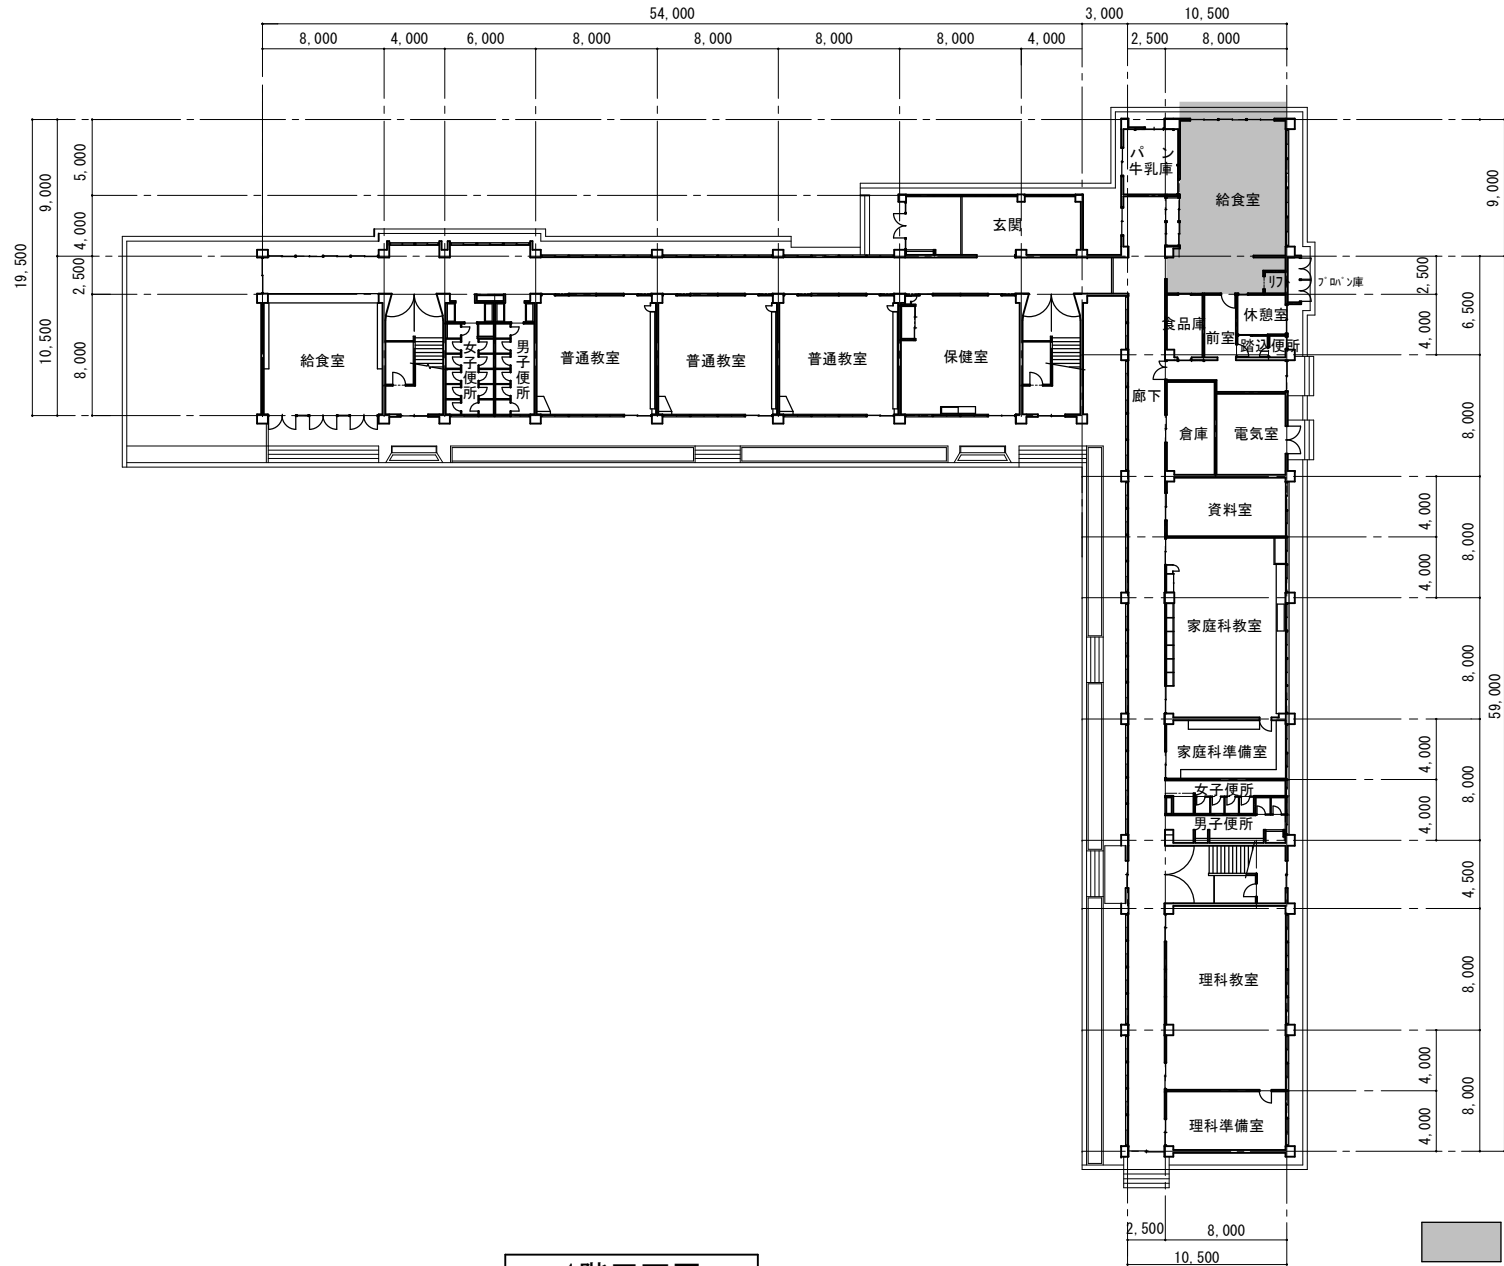 54,000
3,000
10,500
8,000
4,000
6,000
8,000
8,000
8,000
8,000
4,000
2,500
8,000
19,500
9,000
10,500
5,000
4,000
2,500
8,000
パン
牛乳庫
給食室
玄関
リフト
プロパン庫
食品庫
前室
休憩室
踏込
便所
給食室
女子便所
男子便所
普通教室
普通教室
普通教室
保健室
廊下
倉庫
電気室
資料室
家庭科教室
家庭科準備室
女子便所
男子便所
理科教室
理科準備室
9,000
2,500
6,500
4,000
8,000
4,000
8,000
4,000
8,000
59,000
4,000
8,000
4,000
4,500
8,000
4,000
8,000
4,000
2,500
8,000
10,500